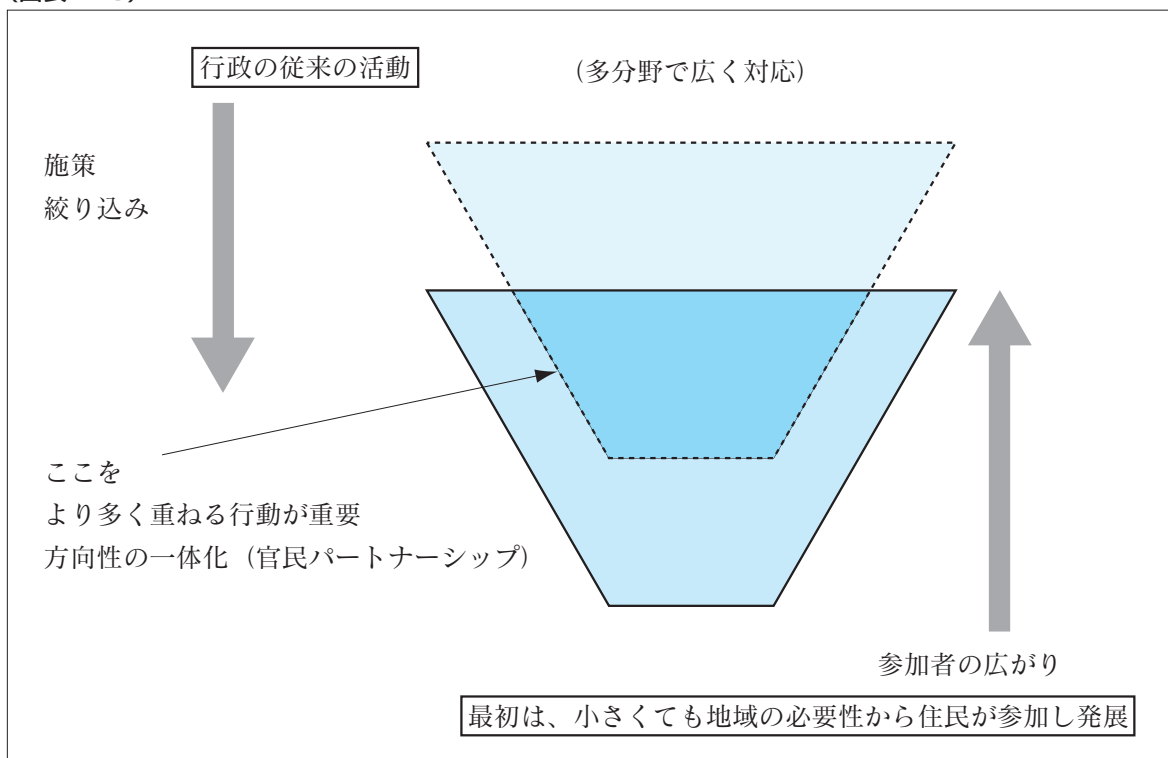 行政の従来の活動
(多分野で広く対応)
施策
絞り込み
ここを
より多く重ねる行動が重要
方向性の一体化(官民パートナーシップ)
参加者の広がり
最初は、小さくても地域の必要性から住民が参加し発展